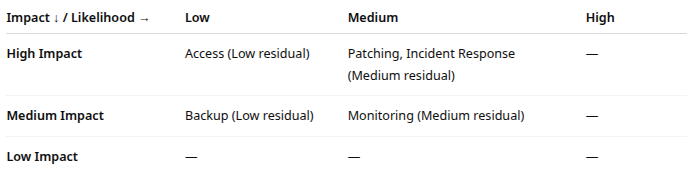 Impact ↓ / Likelihood → Low Medium High
High Impact Access (Low residual) Patching, Incident Response —
(Medium residual)
Medium Impact Backup (Low residual) Monitoring (Medium residual) —
Low Impact — — —